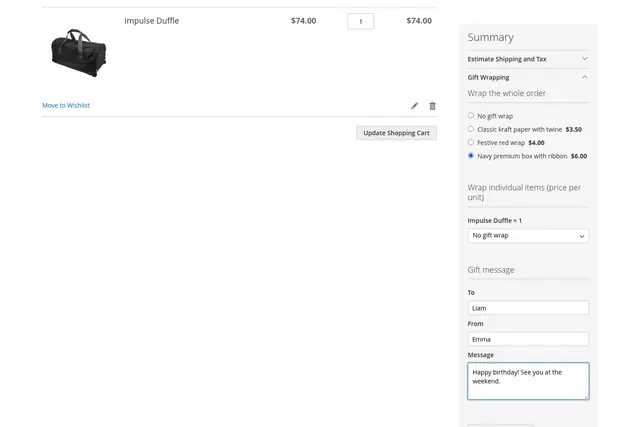 Impulse Duffle $74.00 1 $74.00
Move to Wishlist
Update Shopping Cart
Summary
Estimate Shipping and Tax
Gift Wrapping
Wrap the whole order
No gift wrap
Classic kraft paper with twine $3.50
Festive red wrap $4.00
Navy premium box with ribbon $6.00
Wrap individual items (price per
unit)
Impulse Duffle × 1
No gift wrap
Gift message
To
Liam
From
Emma
Message
Happy birthday! See you at the
weekend.